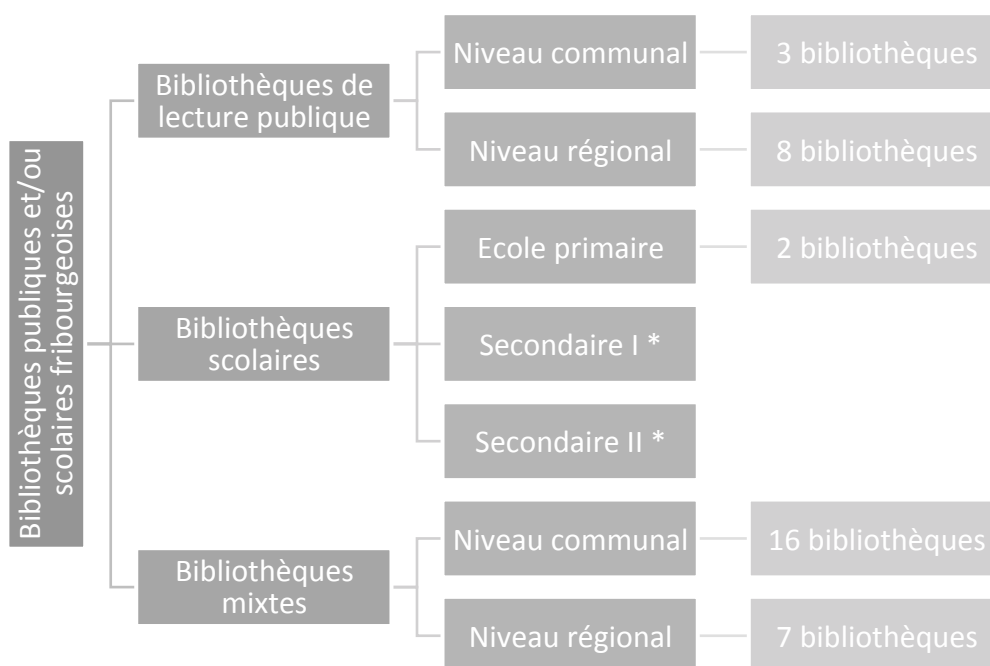 Bibliothèques publiques et/ou
scolaires fribourgeoises
Bibliothèques de
lecture publique
Niveau communal
3 bibliothèques
Niveau régional
8 bibliothèques
Bibliothèques
scolaires
Ecole primaire
2 bibliothèques
Secondaire I *
Secondaire II *
Bibliothèques
mixtes
Niveau communal
16 bibliothèques
Niveau régional
7 bibliothèques